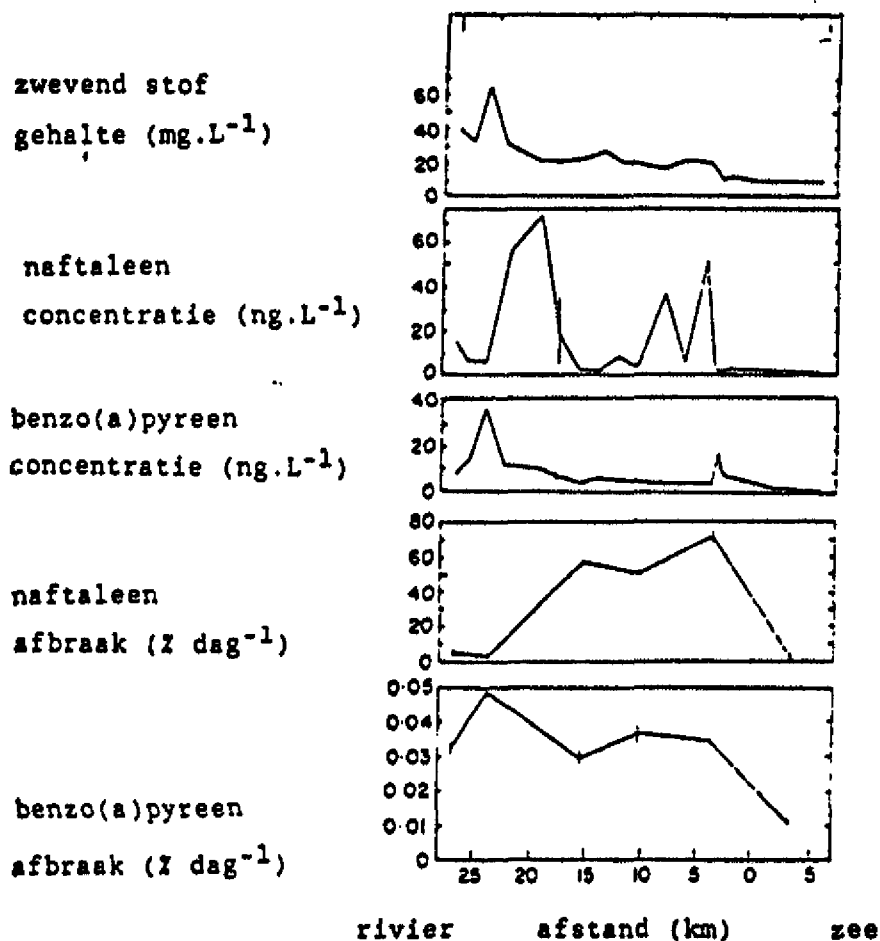 zwevend stof
gehalte (mg.L⁻¹)
60
40
20
0
naftaleen
concentratie (ng.L⁻¹)
60
40
20
0
benzo(a)pyreen
concentratie (ng.L⁻¹)
40
20
0
naftaleen
afbraak (% dag⁻¹)
80
60
40
20
0
benzo(a)pyreen
afbraak (% dag⁻¹)
0·05
0·04
0·03
0·02
0·01
0
25 20 15 10 5 0 5
rivier afstand (km) zee